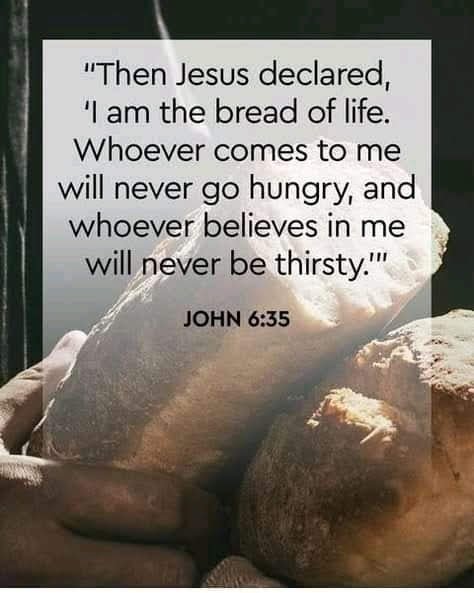 "Then Jesus declared,
'I am the bread of life.
Whoever comes to me
will never go hungry, and
whoever believes in me
will never be thirsty.'"
JOHN 6:35